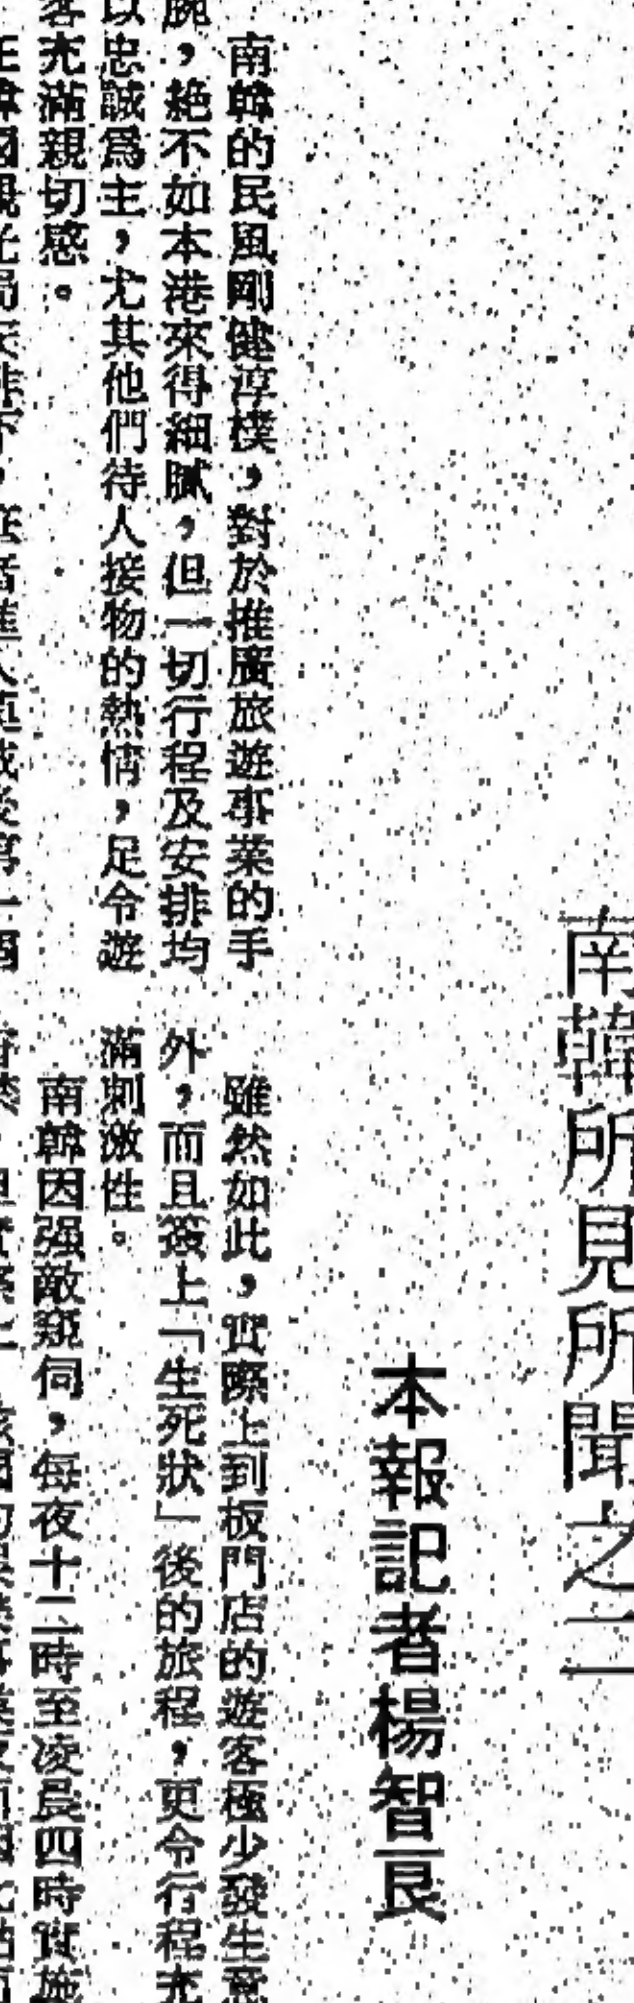 南韓所見所聞之二
本報記者楊智良
南韓的民風剛健淳樸，對於推廣旅遊事業的手
腕，絕不如本港來得細膩，但一切行程及安排均
以忠誠爲主，尤其他們待人接物的熱情，足令遊
客充滿親切感。
雖然如此，實際上到板門店的遊客極少發生意
外，而且簽上「生死狀」後的旅程，更令行程充
滿刺激性。
南韓因强敵窺伺，每夜十二時至凌晨四時實施